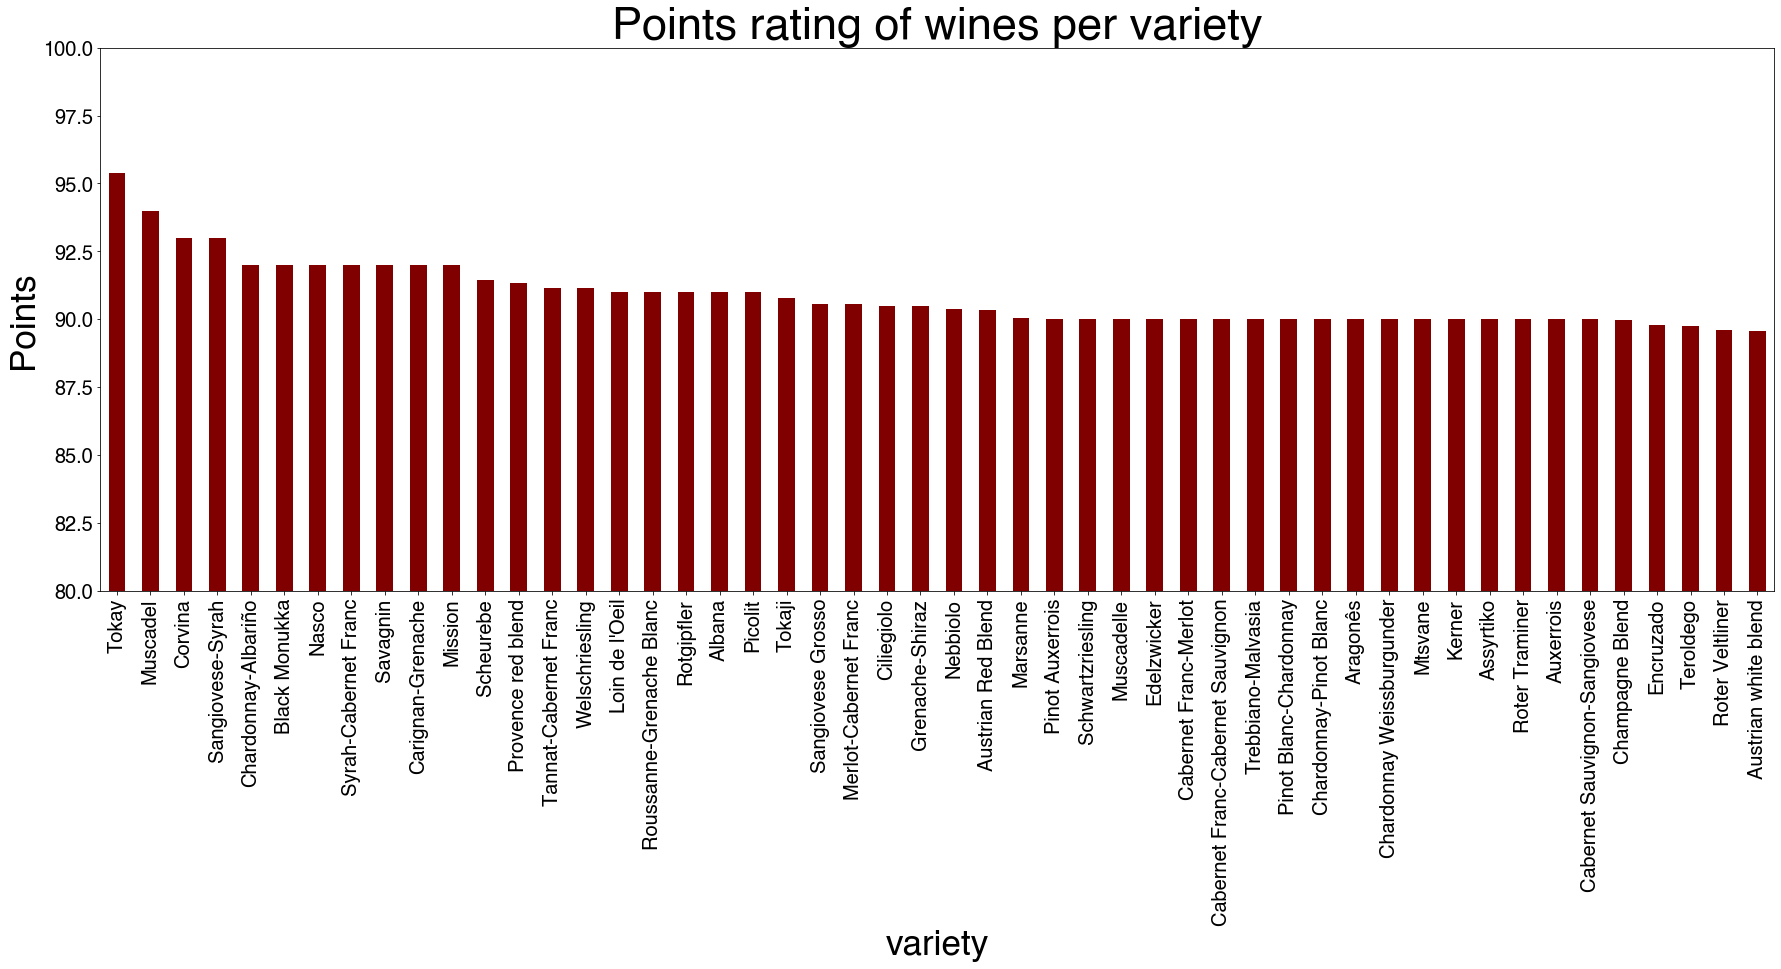 Points rating of wines per variety
Points
100.0
97.5
95.0
92.5
90.0
87.5
85.0
82.5
80.0
Tokay
Muscadel
Corvina
Sangiovese-Syrah
Chardonnay-Albariño
Black Monukka
Nasco
Syrah-Cabernet Franc
Savagnin
Carignan-Grenache
Mission
Scheurebe
Provence red blend
Tannat-Cabernet Franc
Welschriesling
Loin de l'Oeil
Roussanne-Grenache Blanc
Rotgipfler
Albana
Picolit
Tokaji
Sangiovese Grosso
Merlot-Cabernet Franc
Ciliegiolo
Grenache-Shiraz
Nebbiolo
Austrian Red Blend
Marsanne
Pinot Auxerrois
Schwartzriesling
Muscadelle
Edelzwicker
Cabernet Franc-Merlot
Cabernet Franc-Cabernet Sauvignon
Trebbiano-Malvasia
Pinot Blanc-Chardonnay
Chardonnay-Pinot Blanc
Aragonês
Chardonnay Weissburgunder
Mtsvane
Kerner
Assyrtiko
Roter Traminer
Auxerrois
Cabernet Sauvignon-Sangiovese
Champagne Blend
Encruzado
Teroldego
Roter Veltliner
Austrian white blend
variety